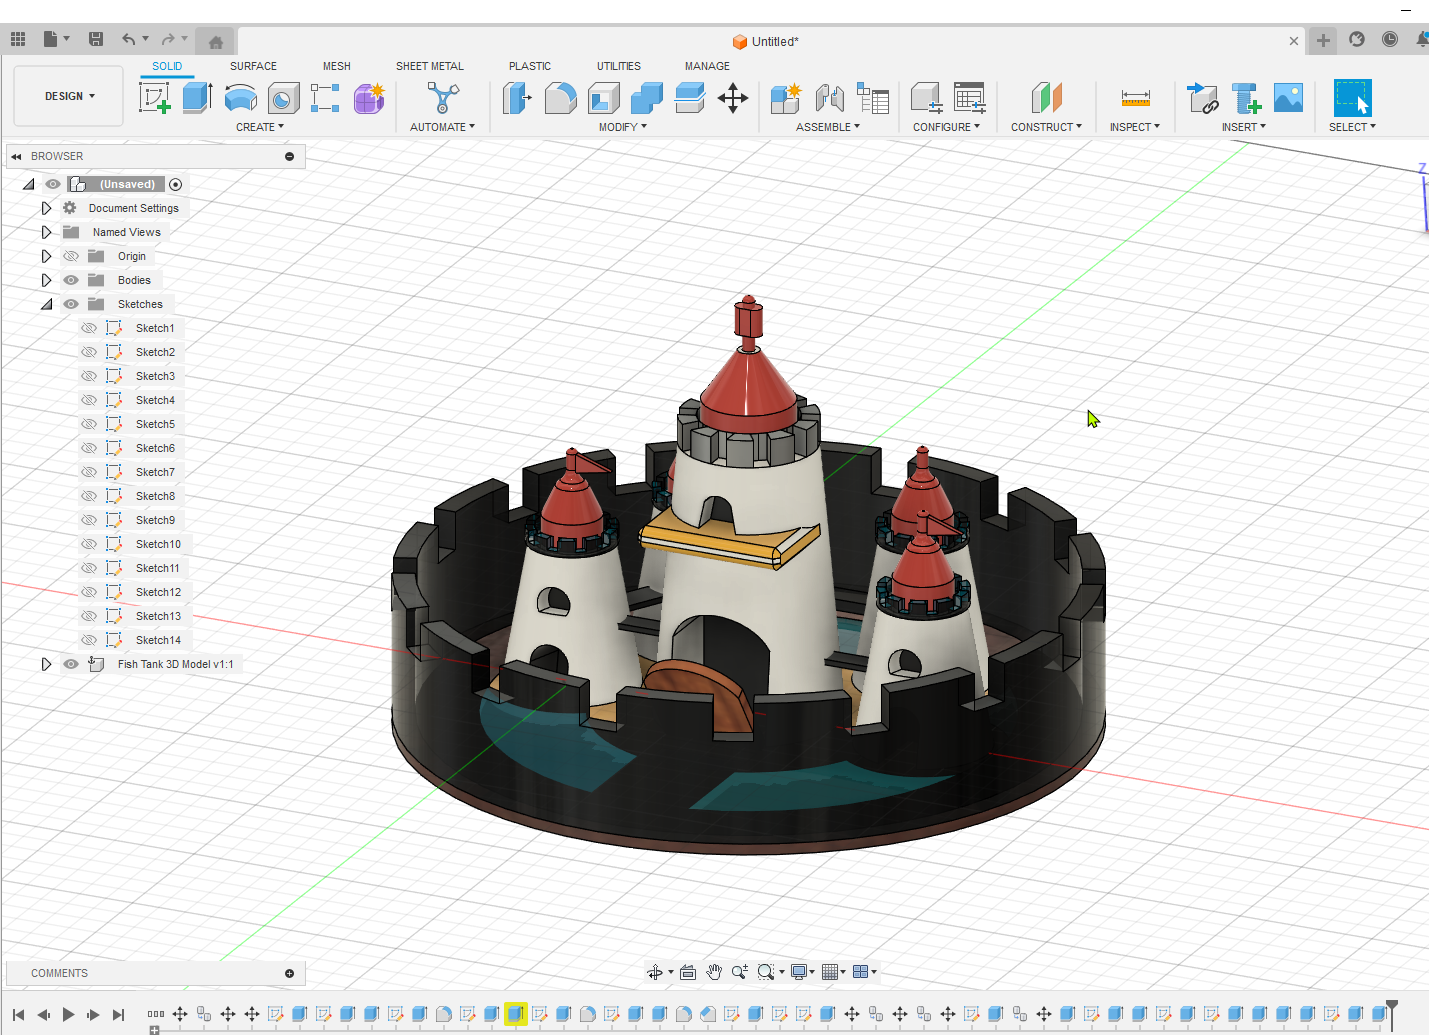 Untitled*
SOLID SURFACE MESH SHEET METAL PLASTIC UTILITIES MANAGE
DESIGN
CREATE AUTOMATE MODIFY ASSEMBLE CONFIGURE CONSTRUCT INSPECT INSERT SELECT
BROWSER
(Unsaved)
Document Settings
Named Views
Origin
Bodies
Sketches
Sketch1
Sketch2
Sketch3
Sketch4
Sketch5
Sketch6
Sketch7
Sketch8
Sketch9
Sketch10
Sketch11
Sketch12
Sketch13
Sketch14
Fish Tank 3D Model v1:1
Z
COMMENTS